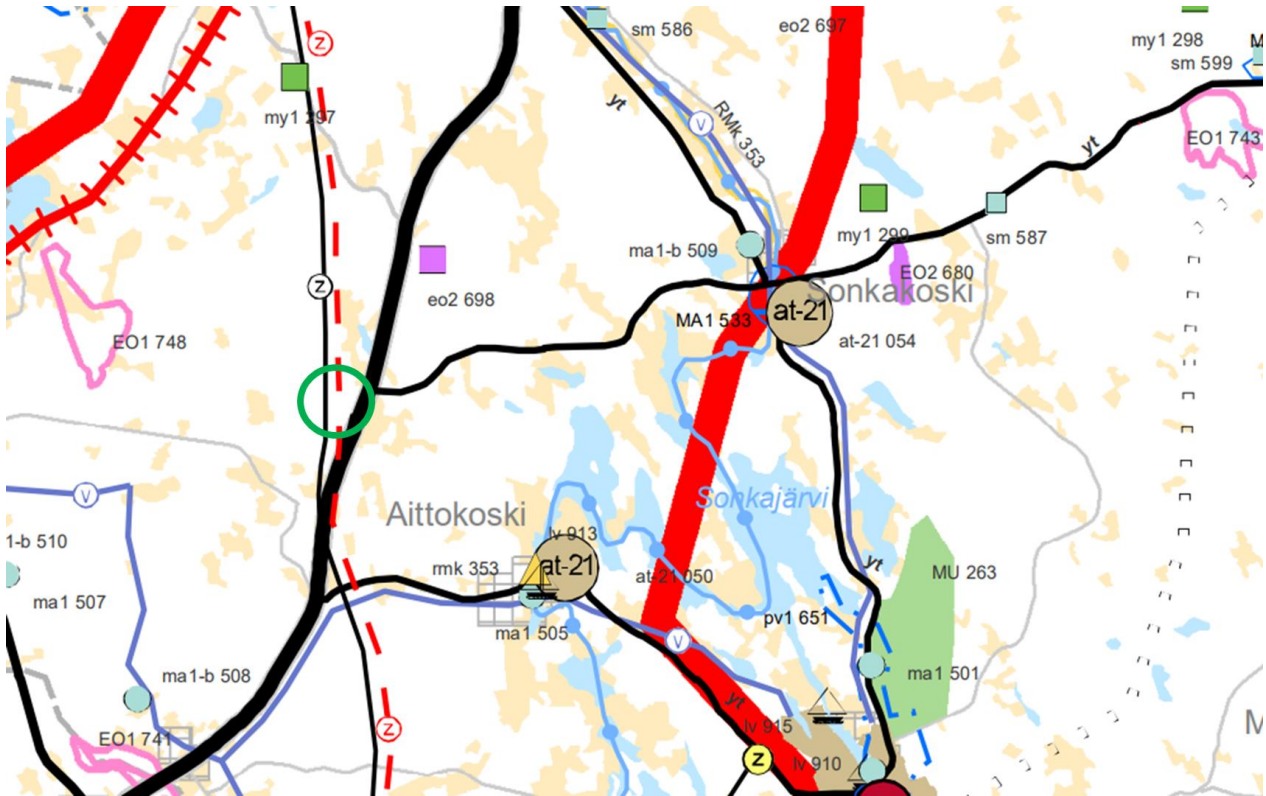 sm 586
eo2 697
my1 298
sm 599
M
Z
my1 297
yt
V
RMk 353
yt
EO1 743
my1 299
sm 587
ma1-b 509
EO2 680
Z
eo2 698
Sonkakoski
at-21
MA1 533
at-21 054
EO1 748
V
Sonkajärvi
Aittokoski
lv 913
1-b 510
rmk 353
at-21
at-21 050
yt
MU 263
ma1 507
pv1 651
ma1 505
V
ma1-b 508
ma1 501
yt
Z
EO1 741
lv 915
M
Z
lv 910